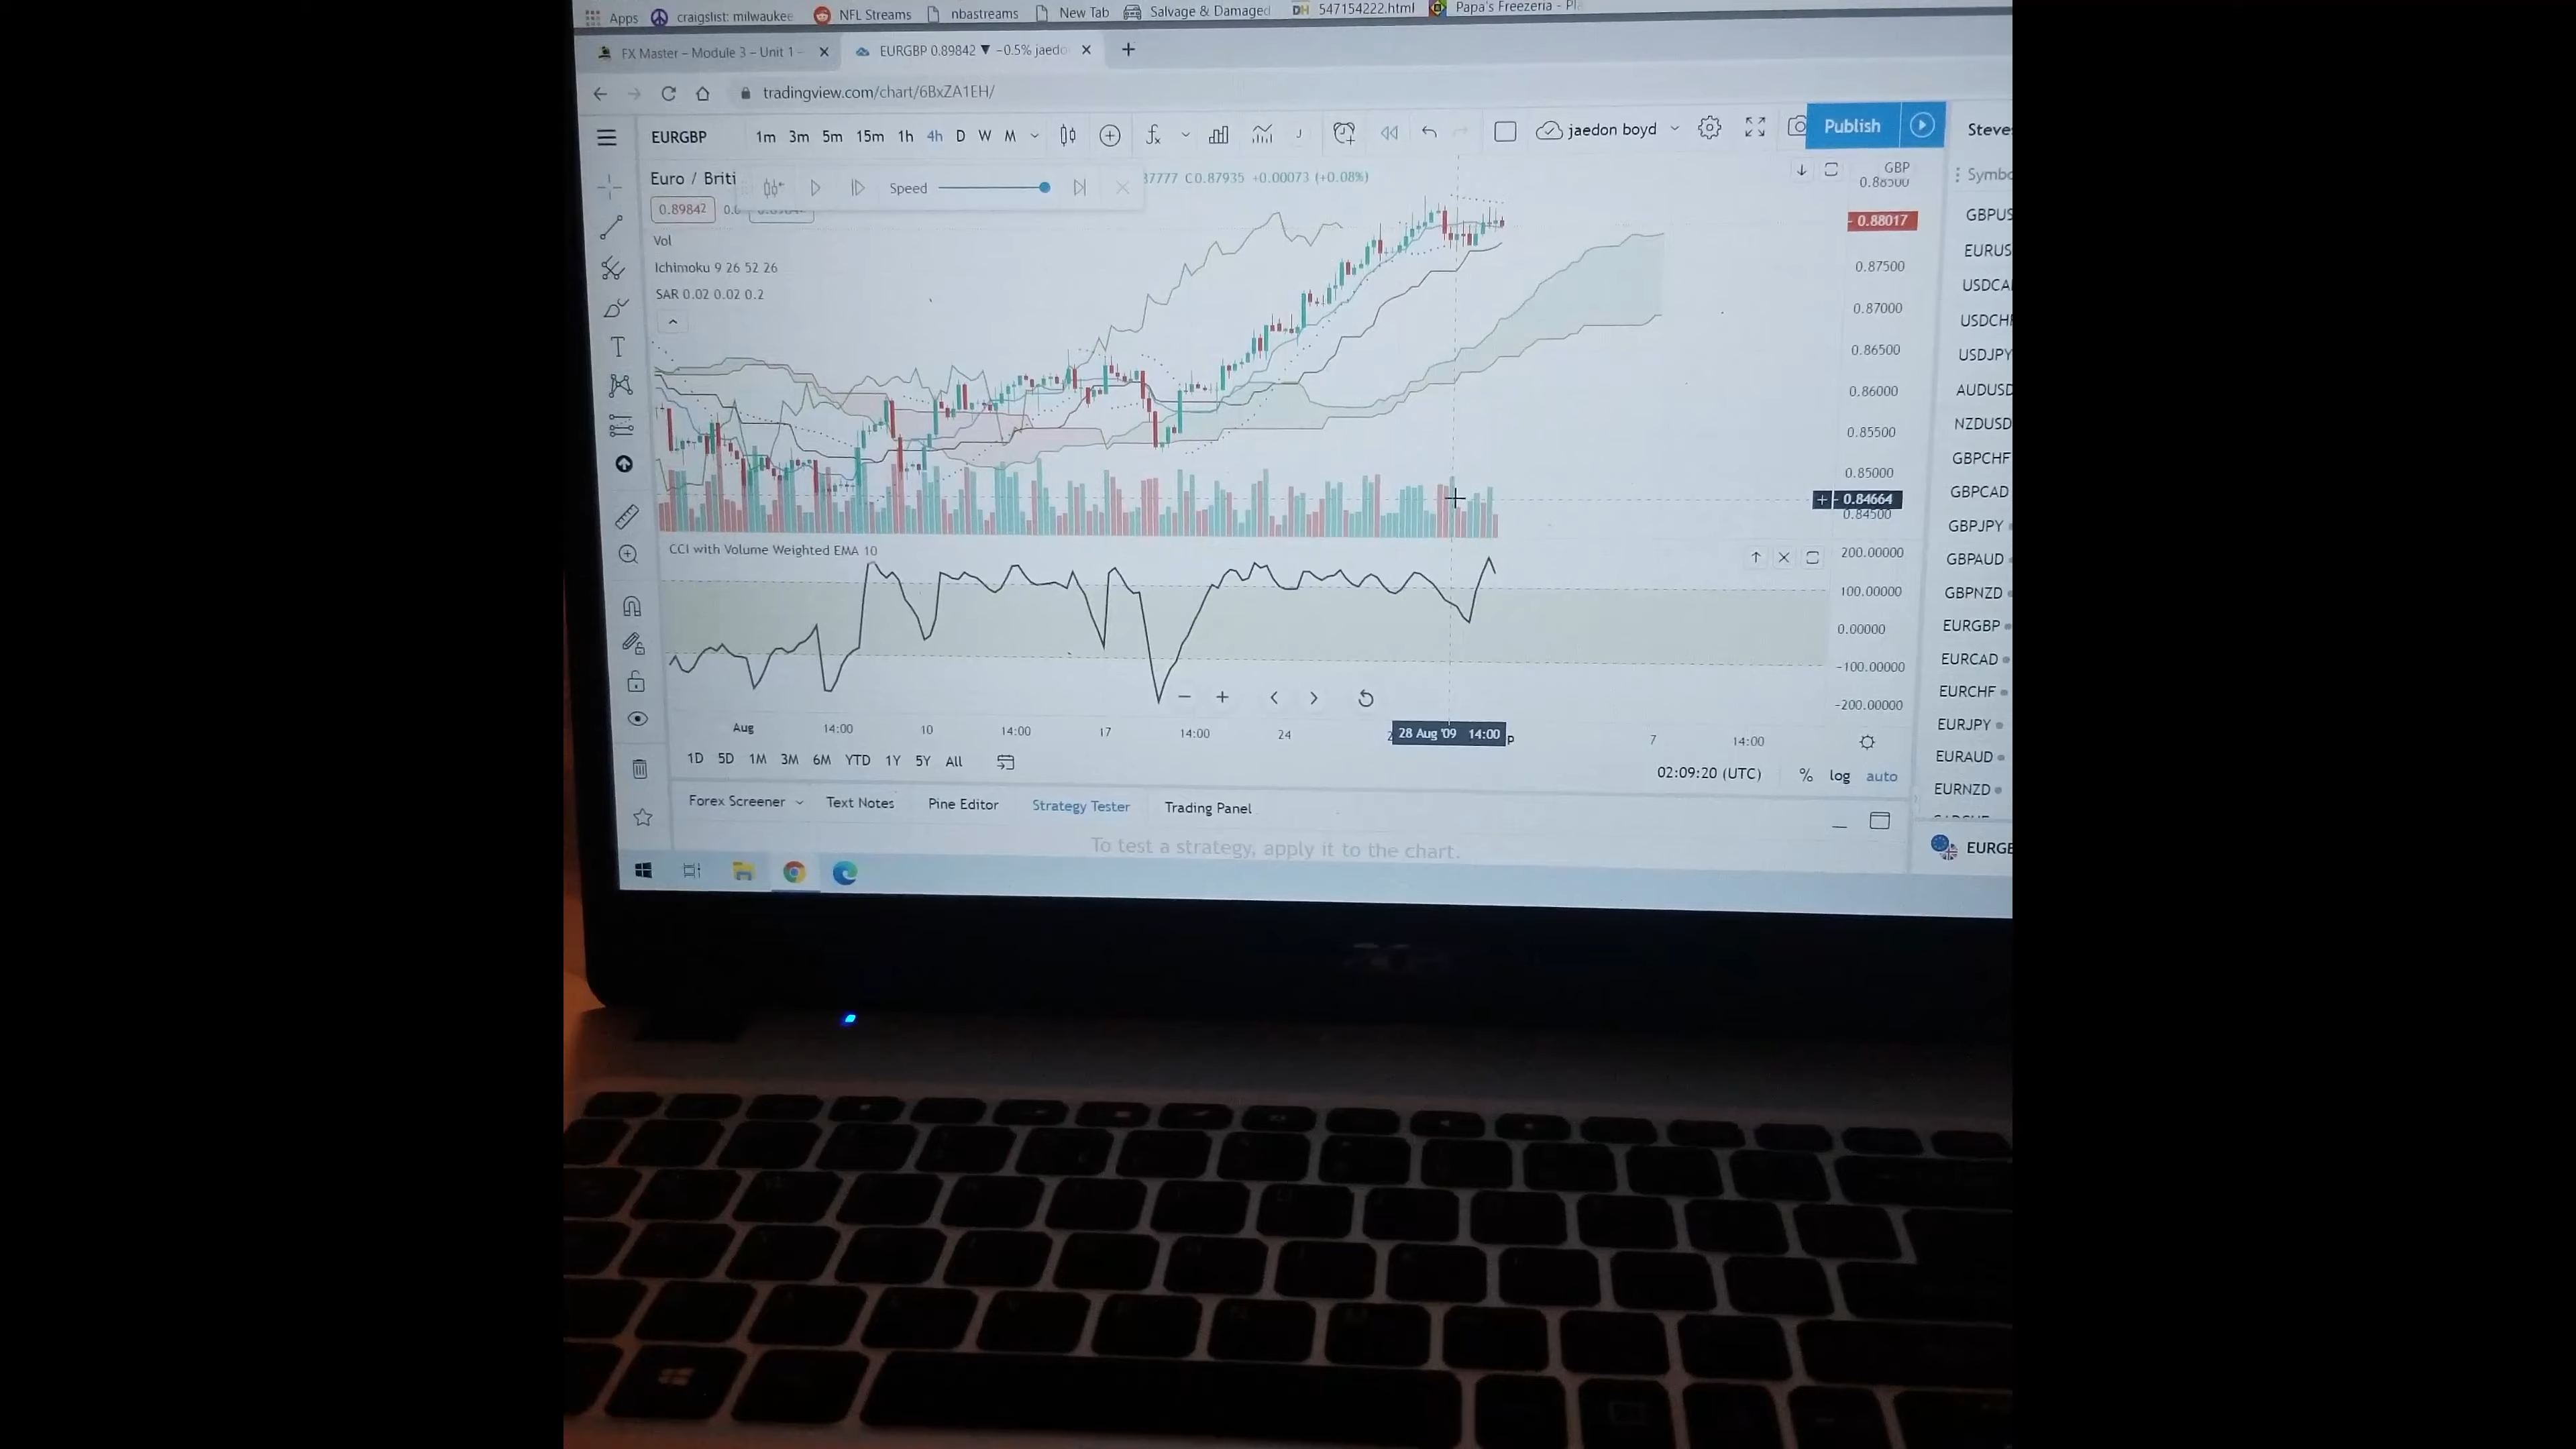 Apps craigslist: milwaukee NFL Streams nbastreams New Tab Salvage & Damaged DH 547154222.html Papa's Freezeria -
FX Master – Module 3 – Unit 1 – EURGBP 0.89842 ▼ −0.5% jaedo
tradingview.com/chart/6BxZA1EH/
EURGBP 1m 3m 5m 15m 1h 4h D W M jaedon boyd Publish Steve
Euro / Briti Speed 37777 C0.87935 +0.00073 (+0.08%) GBP
0.88500 Symbo
0.89842 0.
0.88017 GBPUS
Vol
EURUS
Ichimoku 9 26 52 26 0.87500
USDCA
SAR 0.02 0.02 0.2 0.87000
USDCHF
0.86500 USDJPY
0.86000 AUDUSD
0.85500 NZDUSD
0.85000 GBPCHF
0.84664 GBPCAD
0.84500 GBPJPY
CCI with Volume Weighted EMA 10 200.00000 GBPAUD
100.00000 GBPNZD
0.00000 EURGBP
−100.00000 EURCAD
−200.00000 EURCHF
Aug 14:00 10 14:00 17 14:00 24 28 Aug '09 14:00 p 7 14:00 EURJPY
1D 5D 1M 3M 6M YTD 1Y 5Y All 02:09:20 (UTC) % log auto EURAUD
EURNZD
Forex Screener Text Notes Pine Editor Strategy Tester Trading Panel
To test a strategy, apply it to the chart. EURGB